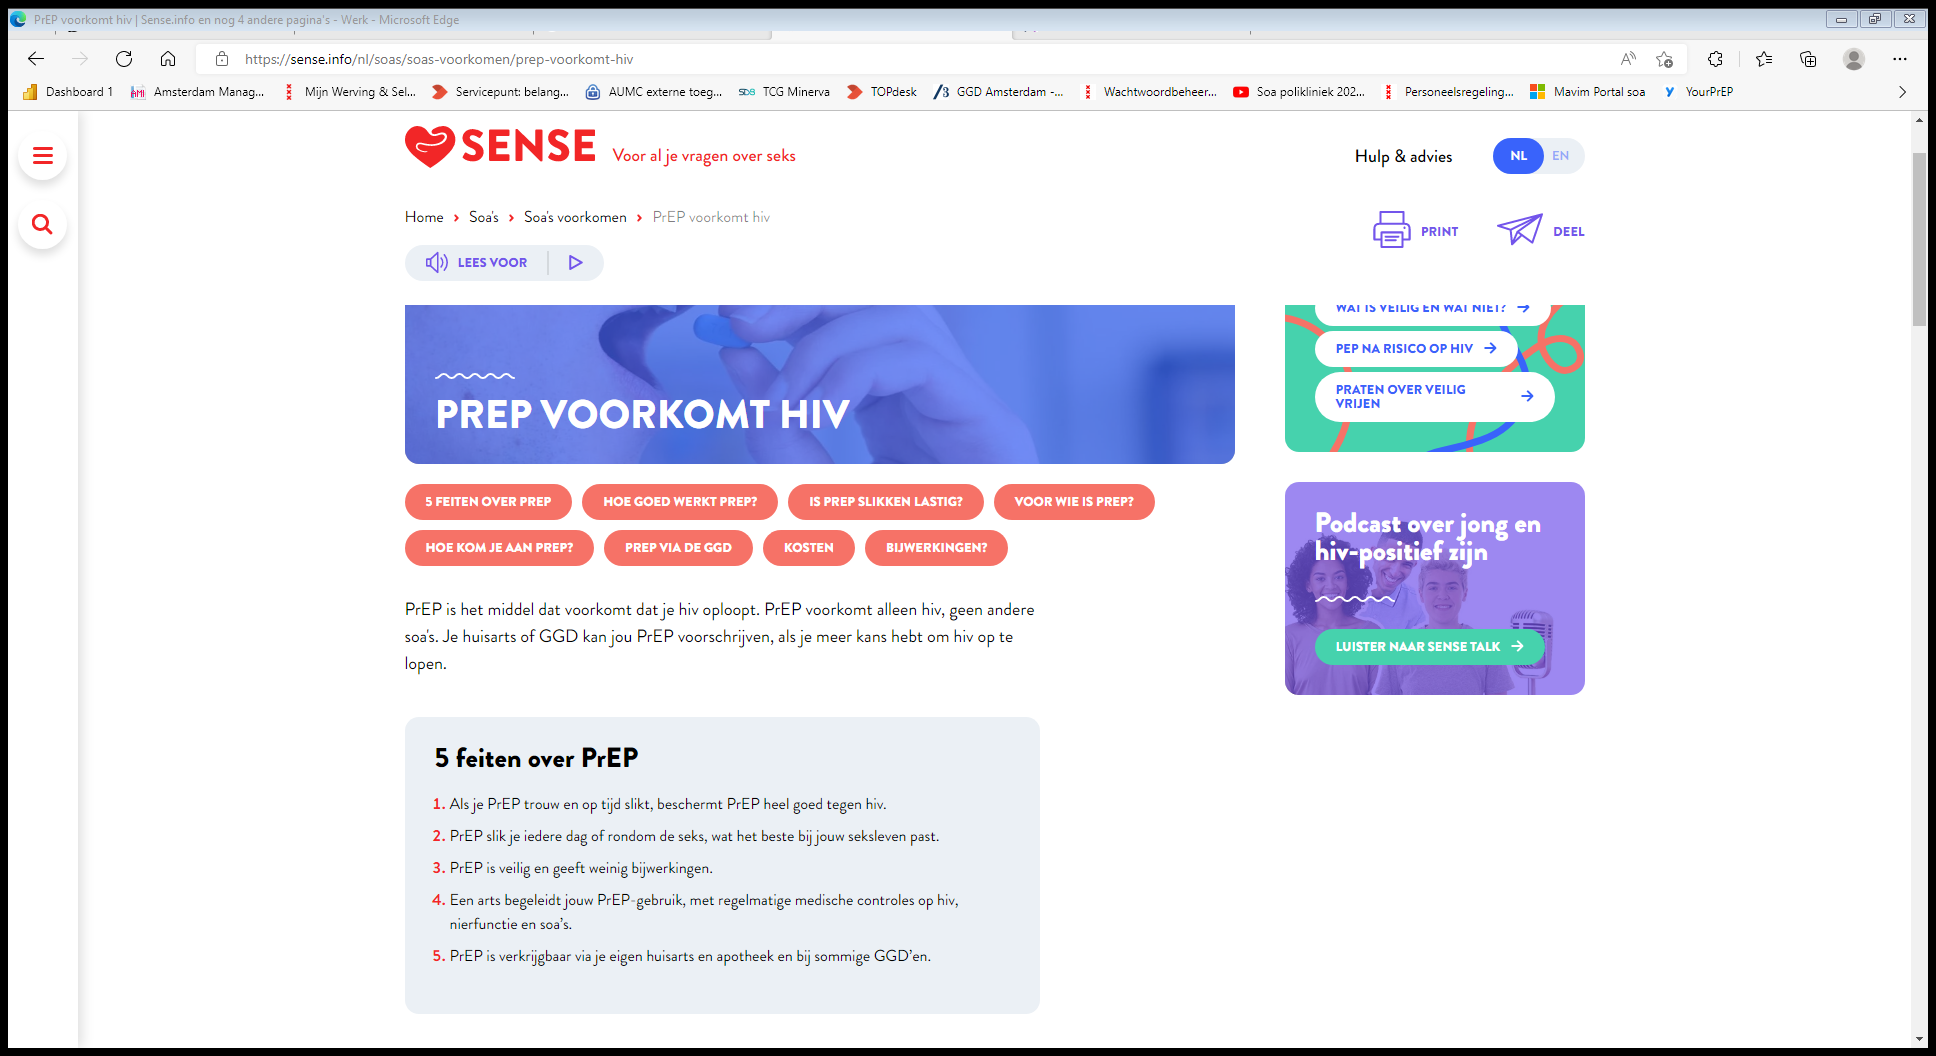 PrEP voorkomt hiv | Sense.info en nog 4 andere pagina's - Werk - Microsoft Edge
https://sense.info/nl/soas/soas-voorkomen/prep-voorkomt-hiv
Dashboard 1 Amsterdam Manag... Mijn Werving & Sel... Servicepunt: belang... AUMC externe toeg... TCG Minerva TOPdesk GGD Amsterdam -... Wachtwoordbeheer... Soa polikliniek 202... Personeelsregeling... Mavim Portal soa YourPrEP
SENSE Voor al je vragen over seks
Hulp & advies NL EN
Home > Soa's > Soa's voorkomen > PrEP voorkomt hiv
PRINT DEEL
LEES VOOR
PREP VOORKOMT HIV
WAT IS VEILIG EN WAT NIET?
PEP NA RISICO OP HIV
PRATEN OVER VEILIG
VRIJEN
5 FEITEN OVER PREP HOE GOED WERKT PREP? IS PREP SLIKKEN LASTIG? VOOR WIE IS PREP?
HOE KOM JE AAN PREP? PREP VIA DE GGD KOSTEN BIJWERKINGEN?
PrEP is het middel dat voorkomt dat je hiv oploopt. PrEP voorkomt alleen hiv, geen andere
soa's. Je huisarts of GGD kan jou PrEP voorschrijven, als je meer kans hebt om hiv op te
lopen.
Podcast over jong en
hiv-positief zijn
LUISTER NAAR SENSE TALK
5 feiten over PrEP
1. Als je PrEP trouw en op tijd slikt, beschermt PrEP heel goed tegen hiv.
2. PrEP slik je iedere dag of rondom de seks, wat het beste bij jouw seksleven past.
3. PrEP is veilig en geeft weinig bijwerkingen.
4. Een arts begeleidt jouw PrEP-gebruik, met regelmatige medische controles op hiv,
nierfunctie en soa's.
5. PrEP is verkrijgbaar via je eigen huisarts en apotheek en bij sommige GGD'en.